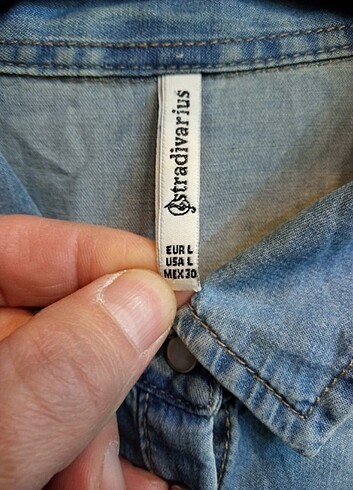 stradivarius
EUR L
USA L
MEX 30